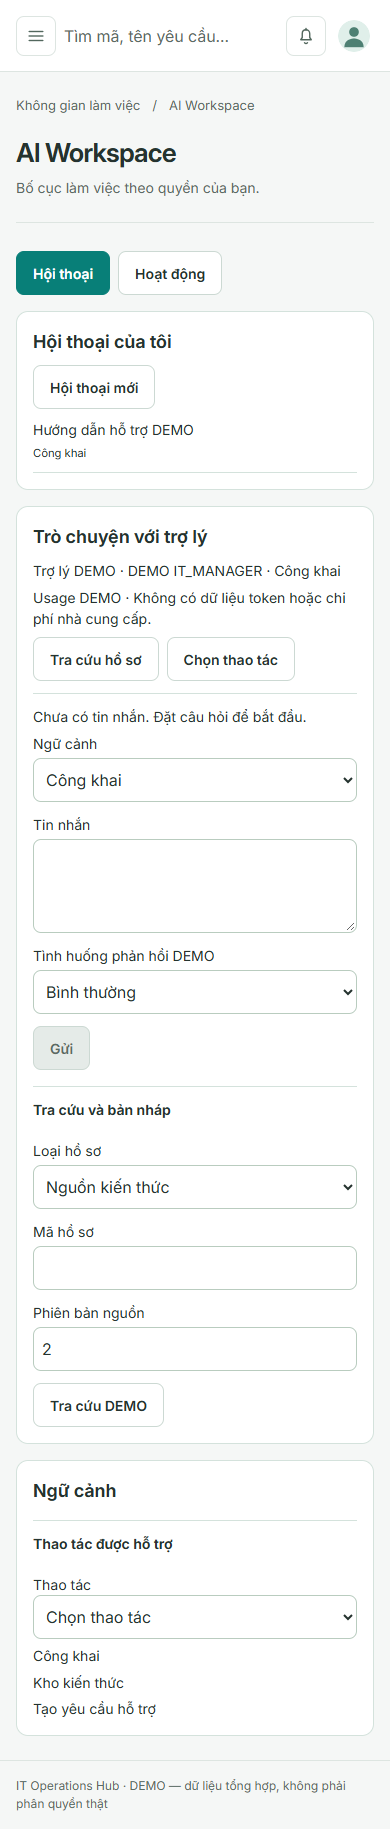 Tìm mã, tên yêu cầu...
Không gian làm việc / AI Workspace
AI Workspace
Bố cục làm việc theo quyền của bạn.
Hội thoại
Hoạt động
Hội thoại của tôi
Hội thoại mới
Hướng dẫn hỗ trợ DEMO
Công khai
Trò chuyện với trợ lý
Trợ lý DEMO · DEMO IT_MANAGER · Công khai
Usage DEMO · Không có dữ liệu token hoặc chi
phí nhà cung cấp.
Tra cứu hồ sơ
Chọn thao tác
Chưa có tin nhắn. Đặt câu hỏi để bắt đầu.
Ngữ cảnh
Công khai
Tin nhắn
Tình huống phản hồi DEMO
Bình thường
Gửi
Tra cứu và bản nháp
Loại hồ sơ
Nguồn kiến thức
Mã hồ sơ
Phiên bản nguồn
2
Tra cứu DEMO
Ngữ cảnh
Thao tác được hỗ trợ
Thao tác
Chọn thao tác
Công khai
Kho kiến thức
Tạo yêu cầu hỗ trợ
IT Operations Hub · DEMO — dữ liệu tổng hợp, không phải
phân quyền thật